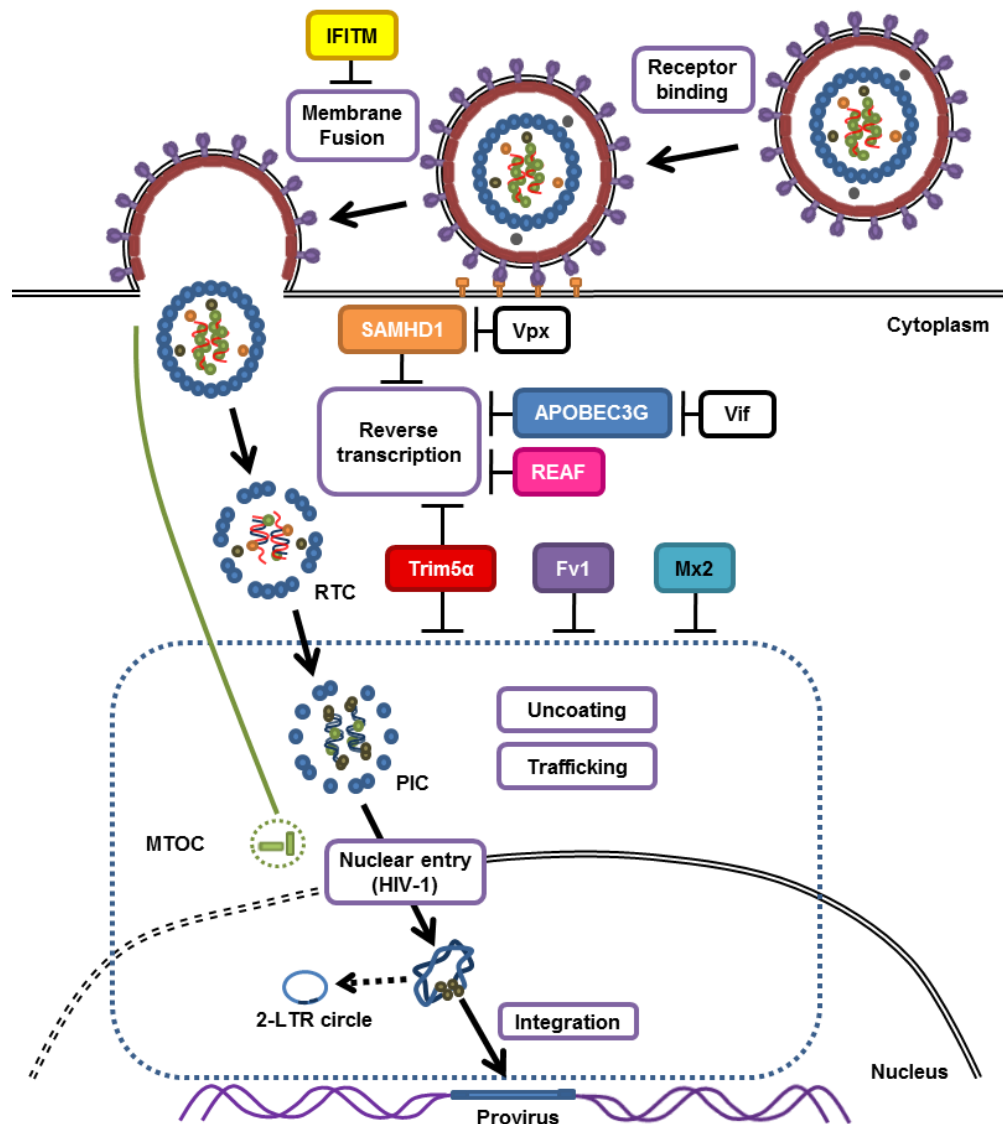 IFITM
Membrane
Fusion
Receptor
binding
Cytoplasm
SAMHD1
Vpx
Reverse
transcription
APOBEC3G
Vif
REAF
RTC
Trim5α
Fv1
Mx2
Uncoating
Trafficking
PIC
MTOC
Nuclear entry
(HIV-1)
2-LTR circle
Integration
Nucleus
Provirus